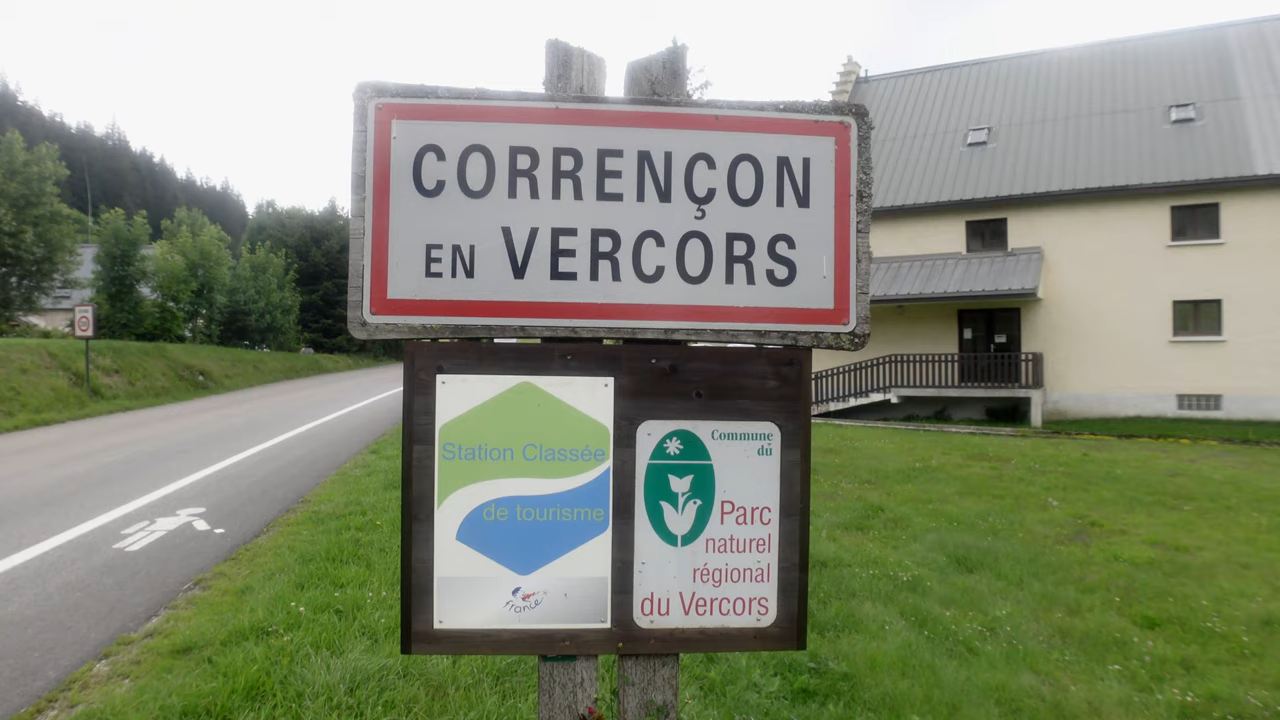 CORRENÇON
EN VERCORS
Station Classée
de tourisme
france
Commune
du
Parc
naturel
régional
du Vercors